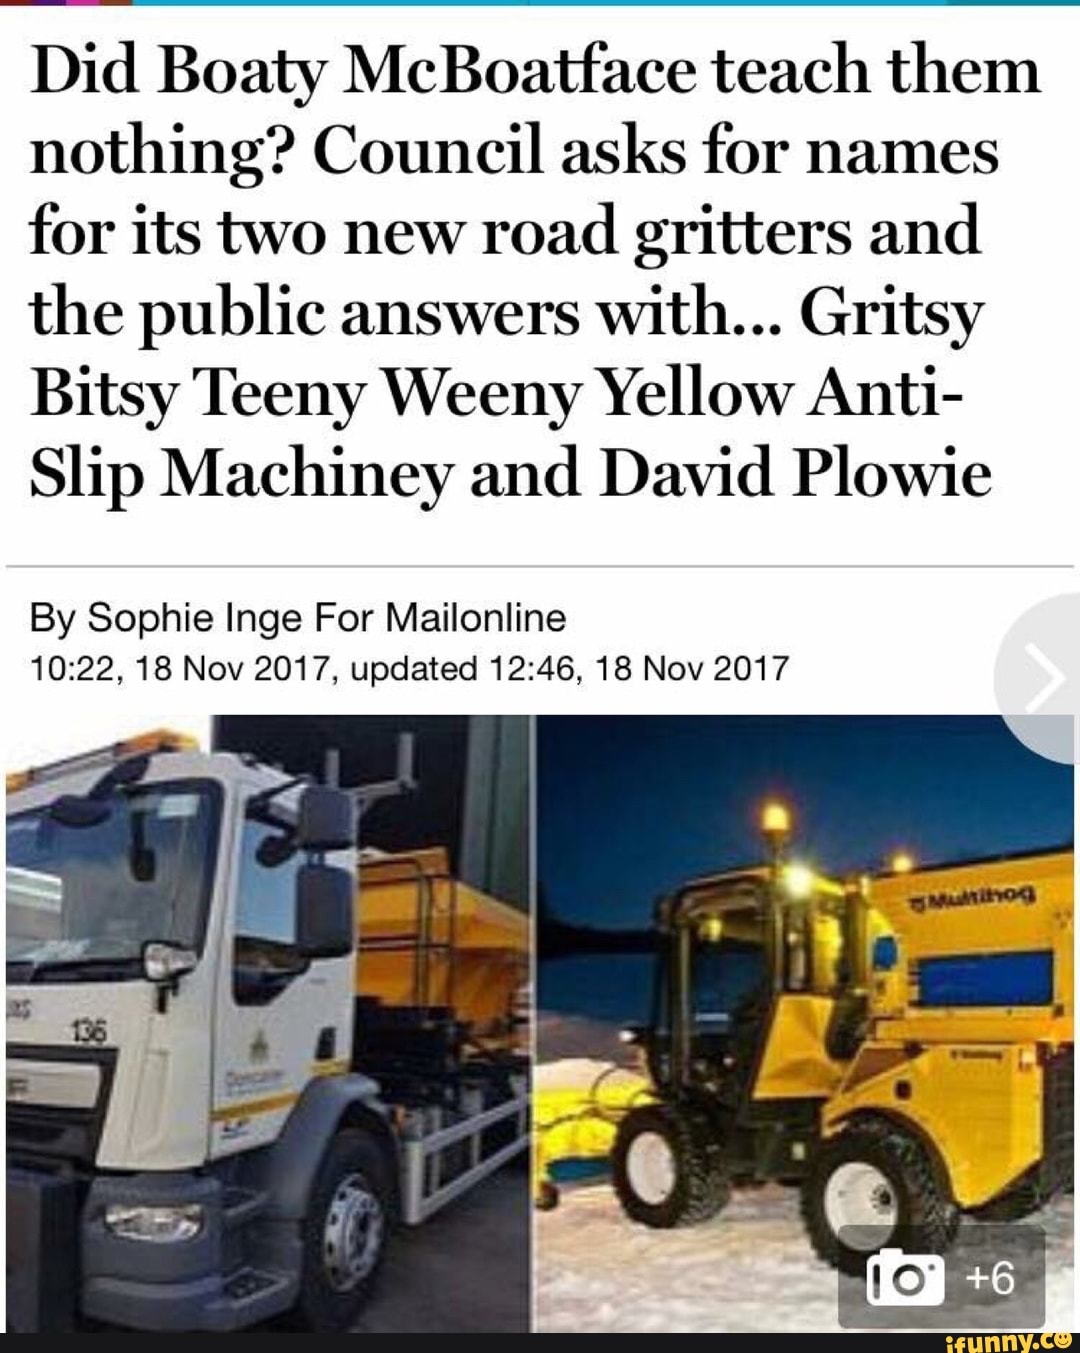 Did Boaty McBoatface teach them
nothing? Council asks for names
for its two new road gritters and
the public answers with... Gritsy
Bitsy Teeny Weeny Yellow Anti-
Slip Machiney and David Plowie
By Sophie Inge For Mailonline
10:22, 18 Nov 2017, updated 12:46, 18 Nov 2017
136
Multihog
+6
ifunny.co